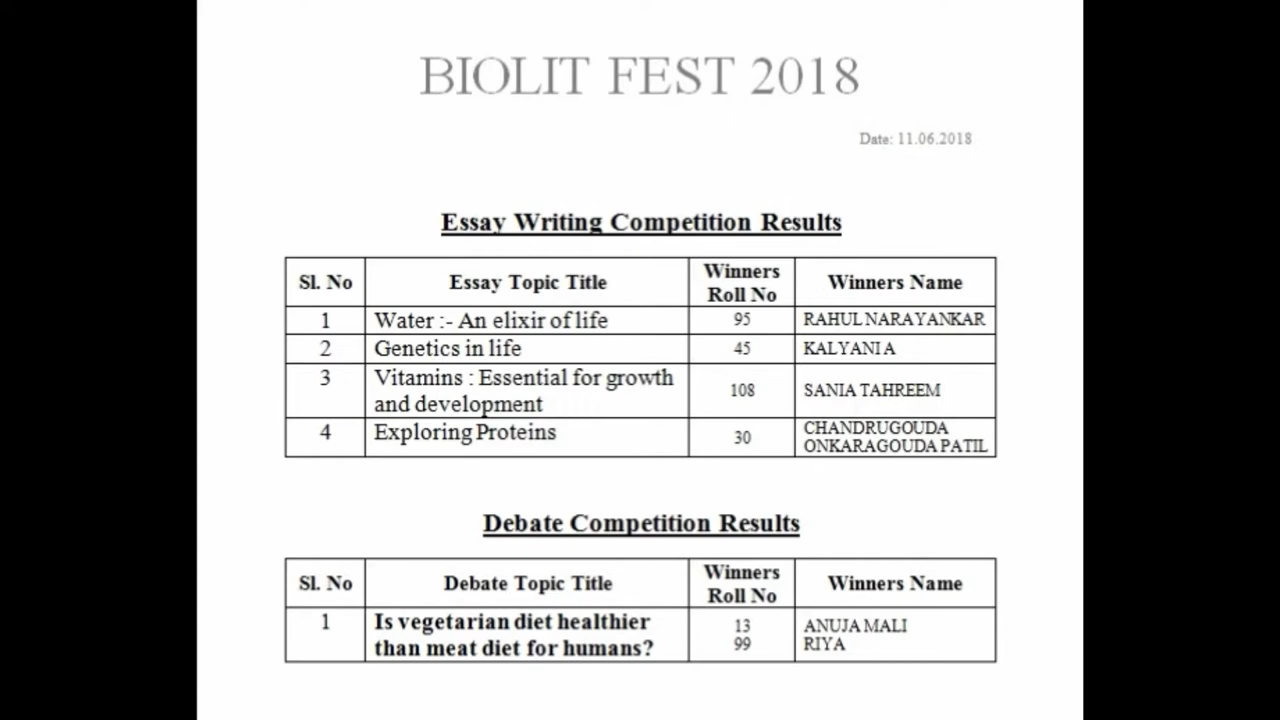 BIOLIT FEST 2018
Date: 11.06.2018
Essay Writing Competition Results
Sl. No Essay Topic Title Winners Roll No Winners Name
1 Water :- An elixir of life 95 RAHUL NARAYANKAR
2 Genetics in life 45 KALYANI A
3 Vitamins : Essential for growth
and development 108 SANIA TAHREEM
4 Exploring Proteins 30 CHANDRUGOUDA
ONKARAGOUDA PATIL
Debate Competition Results
Sl. No Debate Topic Title Winners Roll No Winners Name
1 Is vegetarian diet healthier 13 ANUJA MALI
than meat diet for humans? 99 RIYA